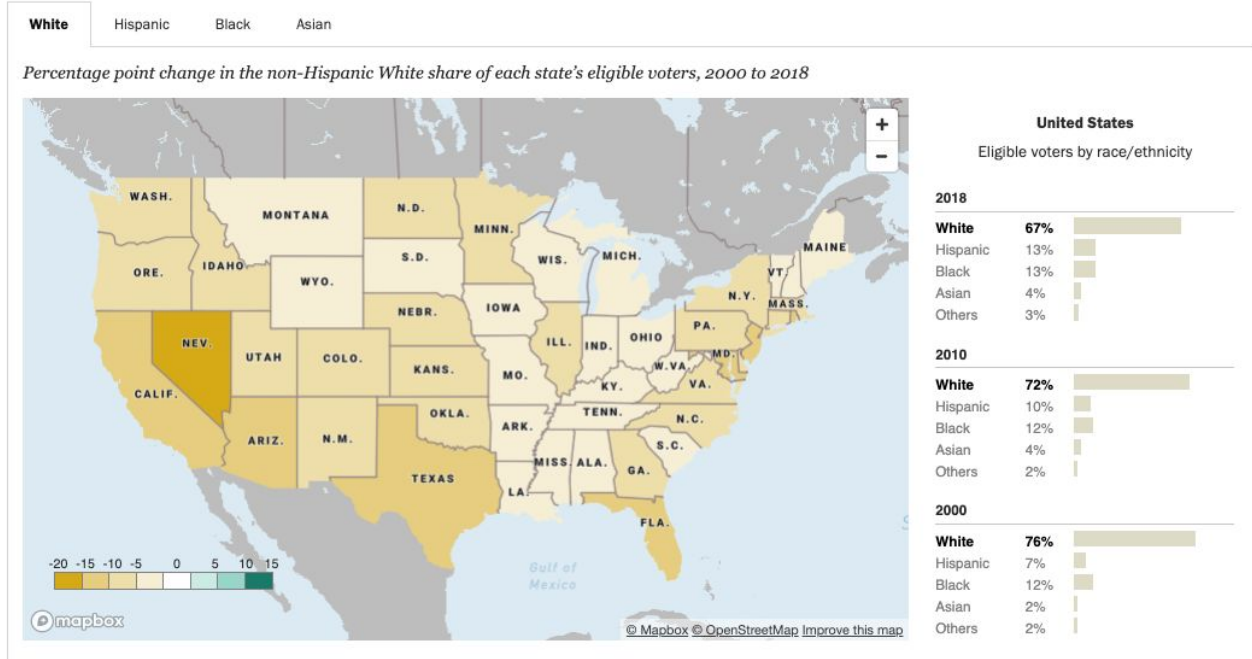 White Hispanic Black Asian
Percentage point change in the non-Hispanic White share of each state's eligible voters, 2000 to 2018
+
−
WASH.
MONTANA
N.D.
MINN.
ORE.
IDAHO
WYO.
S.D.
WIS.
MICH.
MAINE
VT.
N.Y.
MASS.
NEV.
UTAH
COLO.
NEBR.
IOWA
ILL.
IND.
OHIO
PA.
MD.
CALIF.
KANS.
MO.
KY.
W.VA.
VA.
ARIZ.
N.M.
OKLA.
ARK.
TENN.
N.C.
S.C.
TEXAS
LA.
MISS.
ALA.
GA.
FLA.
Gulf of
Mexico
-20 -15 -10 -5 0 5 10 15
mapbox
© Mapbox © OpenStreetMap Improve this map
United States
Eligible voters by race/ethnicity
2018
White 67%
Hispanic 13%
Black 13%
Asian 4%
Others 3%
2010
White 72%
Hispanic 10%
Black 12%
Asian 4%
Others 2%
2000
White 76%
Hispanic 7%
Black 12%
Asian 2%
Others 2%